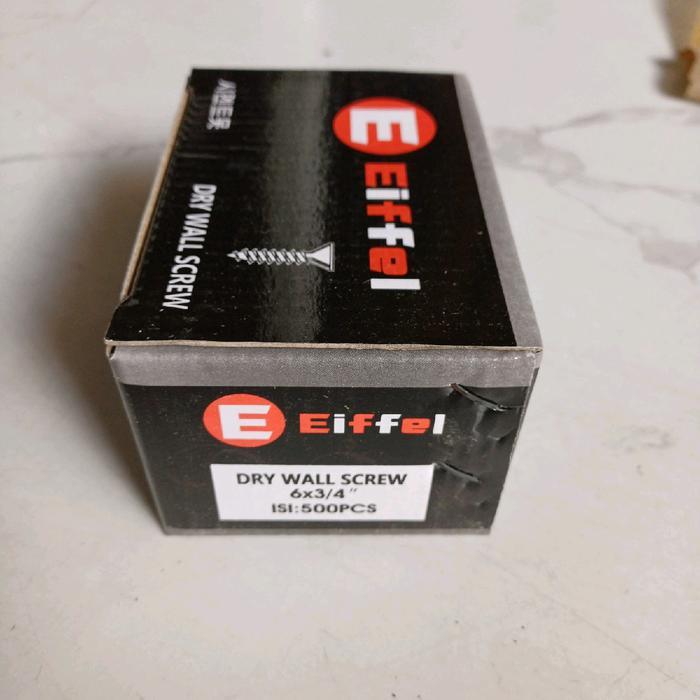 E
Eiffel
DRY WALL SCREW
E Eiffel
DRY WALL SCREW
6x3/4"
ISI:500PCS